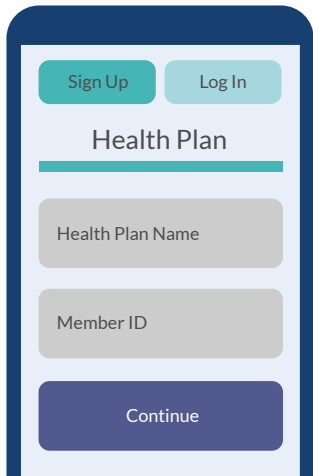 Sign Up
Log In
Health Plan
Health Plan Name
Member ID
Continue